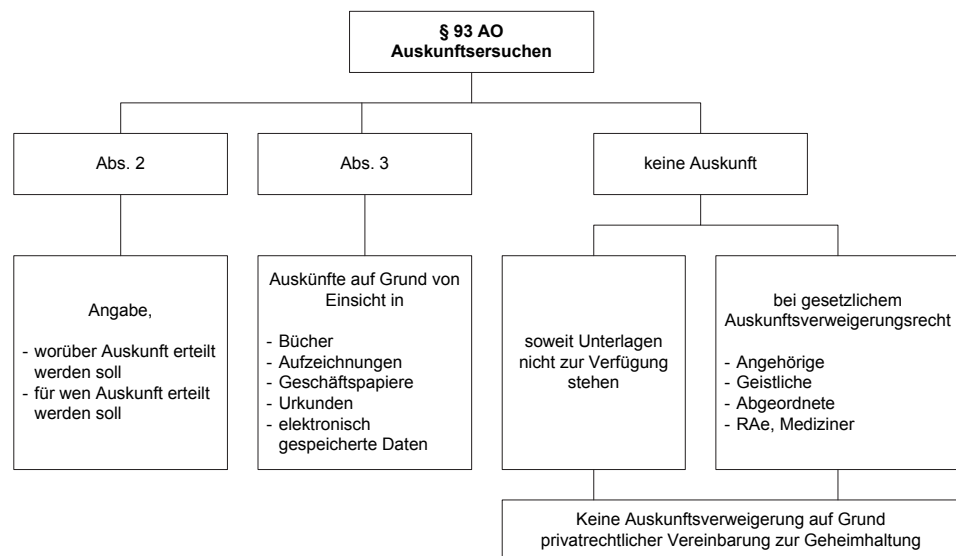 § 93 AO
Auskunftsersuchen
Abs. 2
Abs. 3
keine Auskunft
Angabe,
- worüber Auskunft erteilt
werden soll
- für wen Auskunft erteilt
werden soll
Auskünfte auf Grund von
Einsicht in
- Bücher
- Aufzeichnungen
- Geschäftspapiere
- Urkunden
- elektronisch
gespeicherte Daten
soweit Unterlagen
nicht zur Verfügung
stehen
bei gesetzlichem
Auskunftsverweigerungsrecht
- Angehörige
- Geistliche
- Abgeordnete
- RAe, Mediziner
Keine Auskunftsverweigerung auf Grund
privatrechtlicher Vereinbarung zur Geheimhaltung